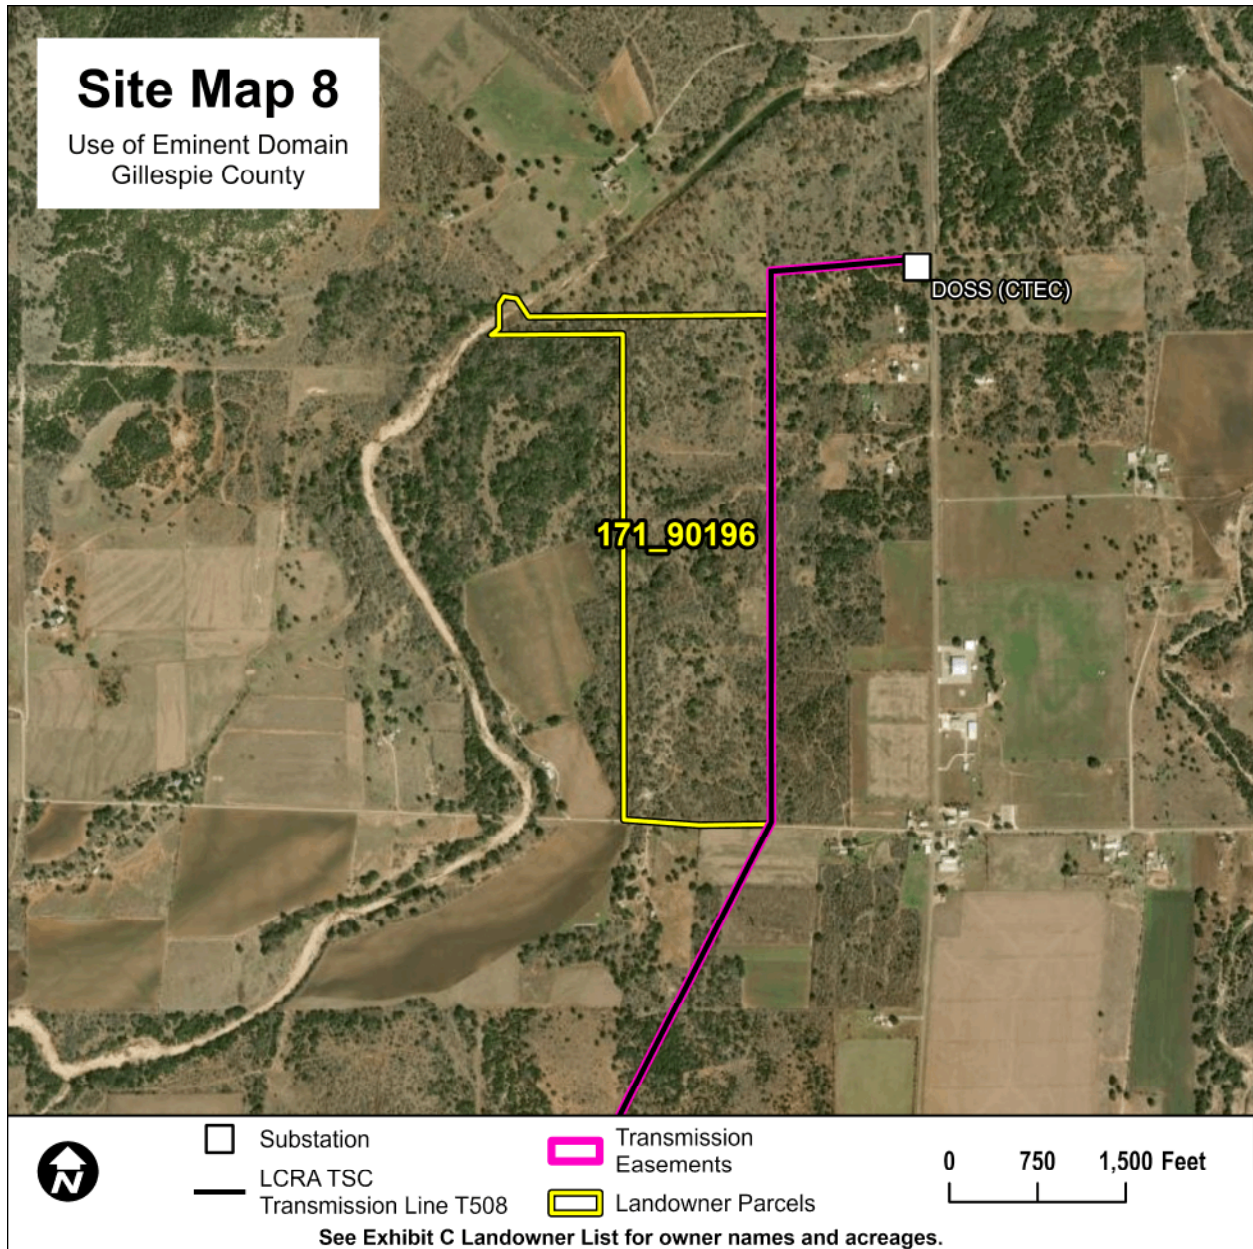 Site Map 8
Use of Eminent Domain
Gillespie County
DOSS (CTEC)
171_90196
N
Substation
LCRA TSC
Transmission Line T508
Transmission
Easements
Landowner Parcels
0 750 1,500 Feet
See Exhibit C Landowner List for owner names and acreages.